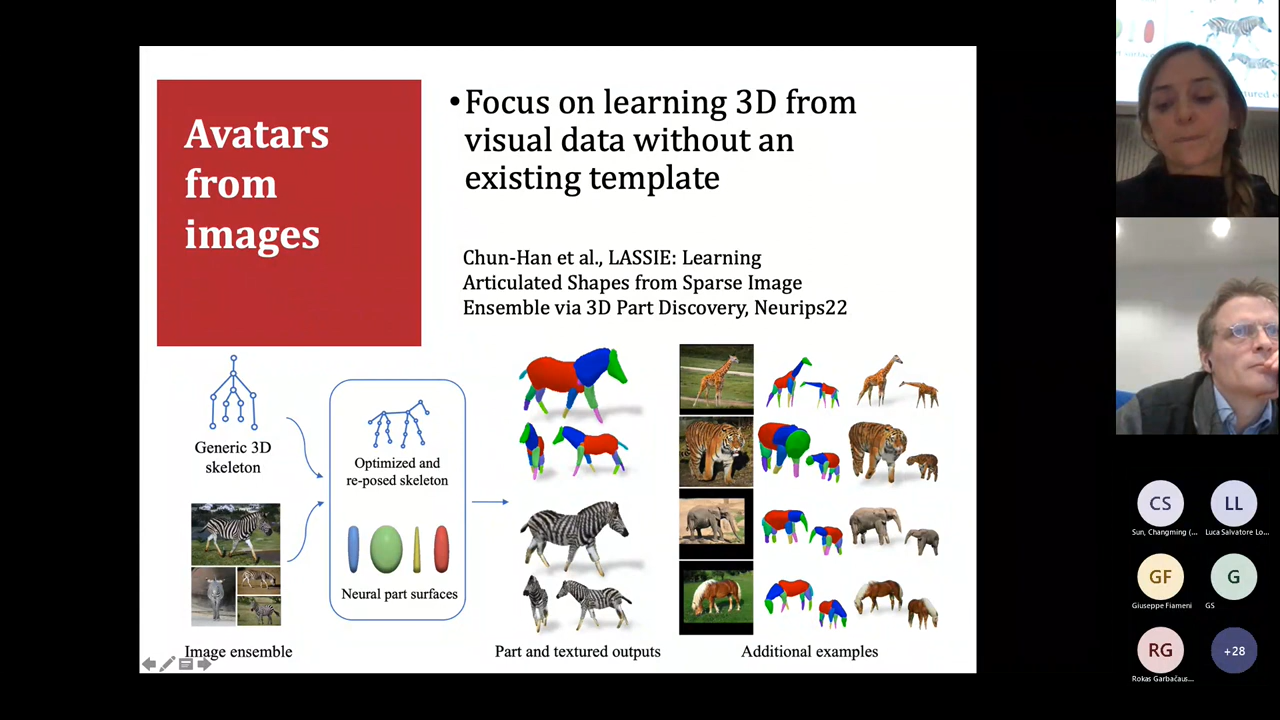 Avatars
from
images
•Focus on learning 3D from
visual data without an
existing template
Chun-Han et al., LASSIE: Learning
Articulated Shapes from Sparse Image
Ensemble via 3D Part Discovery, Neurips22
Generic 3D
skeleton
Optimized and
re-posed skeleton
Neural part surfaces
Image ensemble
Part and textured outputs
Additional examples
CS
LL
Sun, Changming (...
Luca Salvatore Lo...
GF
G
Giuseppe Fiameni
GS
RG
+28
Rokas Garbačaus...